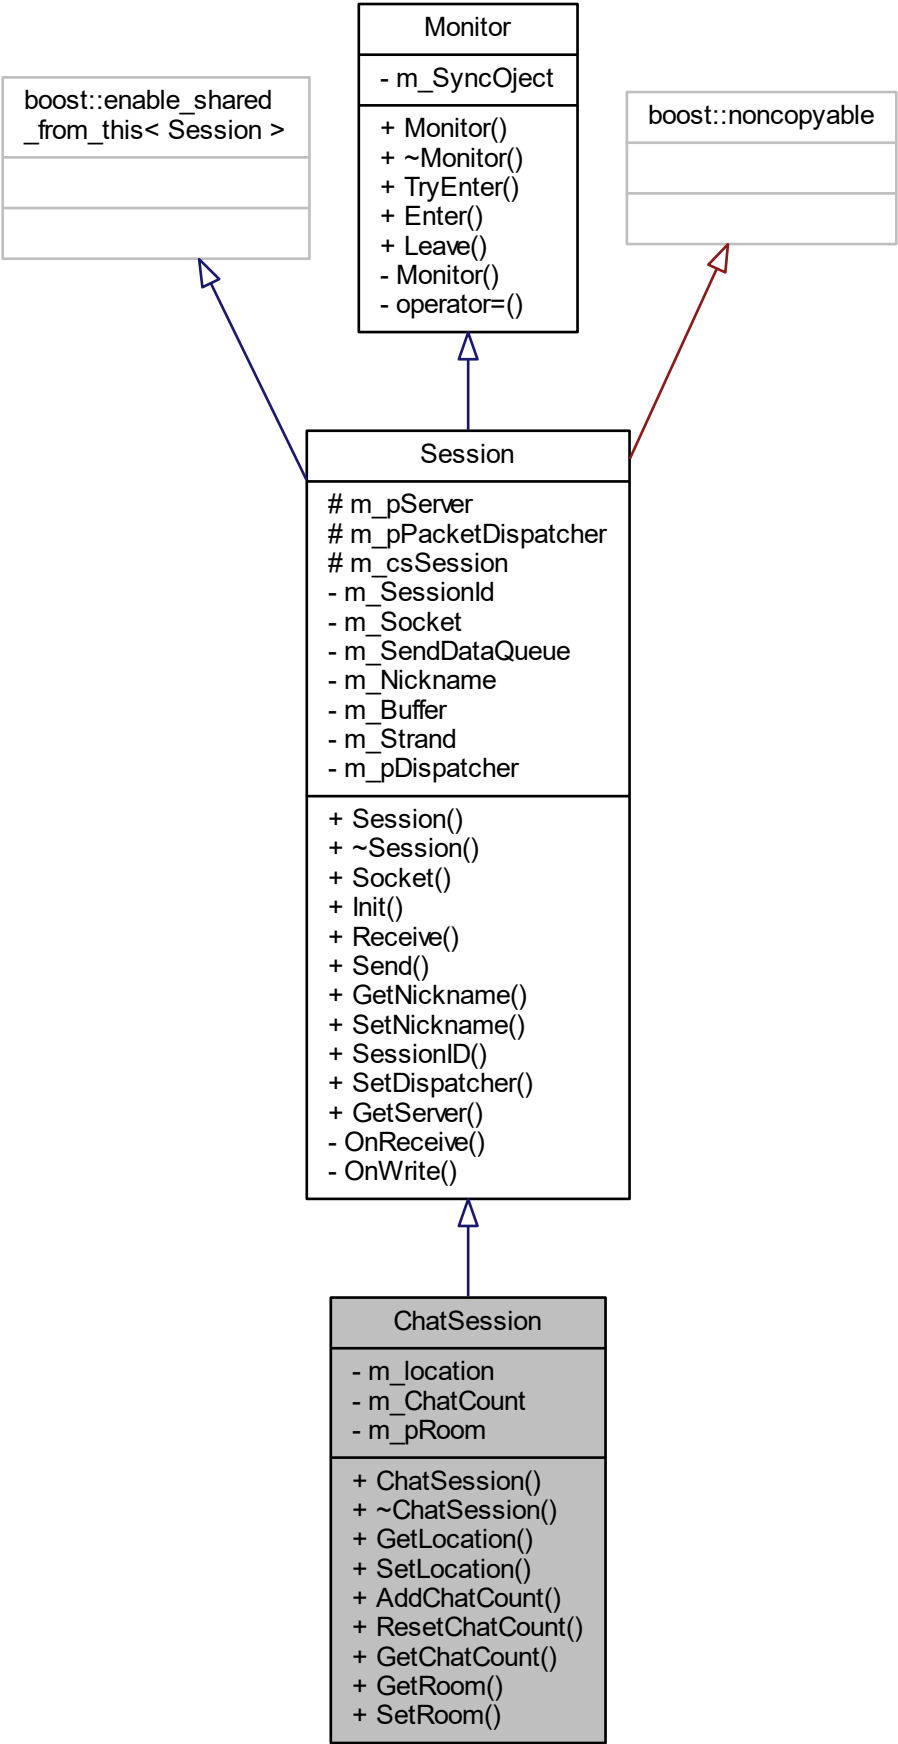 Monitor
- m_SyncOject
+ Monitor()
+ ~Monitor()
+ TryEnter()
+ Enter()
+ Leave()
- Monitor()
- operator=()
boost::enable_shared
_from_this< Session >
boost::noncopyable
Session
# m_pServer
# m_pPacketDispatcher
# m_csSession
- m_SessionId
- m_Socket
- m_SendDataQueue
- m_Nickname
- m_Buffer
- m_Strand
- m_pDispatcher
+ Session()
+ ~Session()
+ Socket()
+ Init()
+ Receive()
+ Send()
+ GetNickname()
+ SetNickname()
+ SessionID()
+ SetDispatcher()
+ GetServer()
- OnReceive()
- OnWrite()
ChatSession
- m_location
- m_ChatCount
- m_pRoom
+ ChatSession()
+ ~ChatSession()
+ GetLocation()
+ SetLocation()
+ AddChatCount()
+ ResetChatCount()
+ GetChatCount()
+ GetRoom()
+ SetRoom()